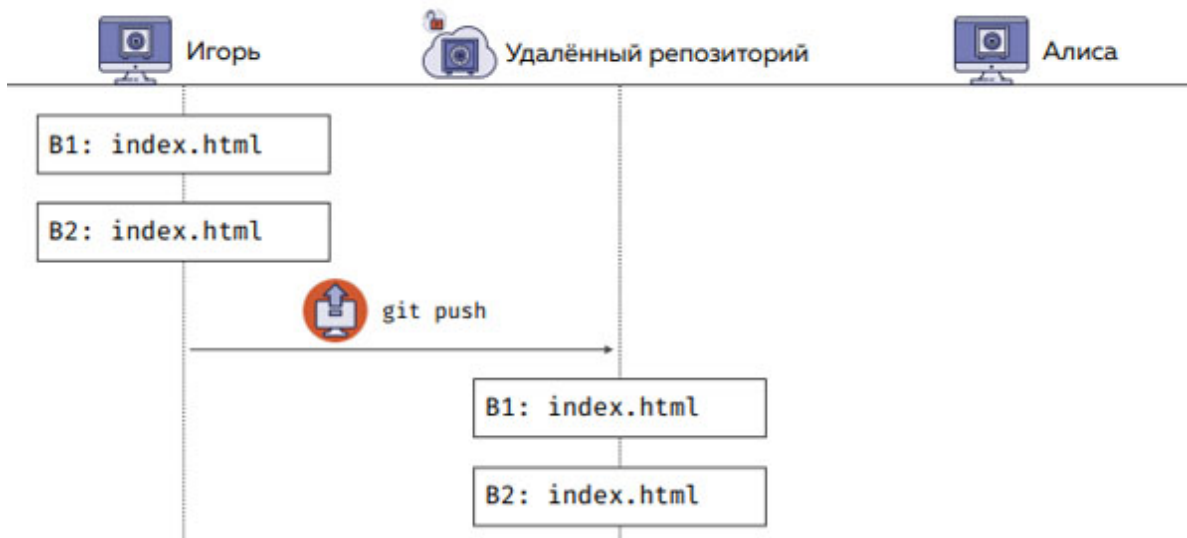 Игорь
Удалённый репозиторий
Алиса
B1: index.html
B2: index.html
git push
B1: index.html
B2: index.html